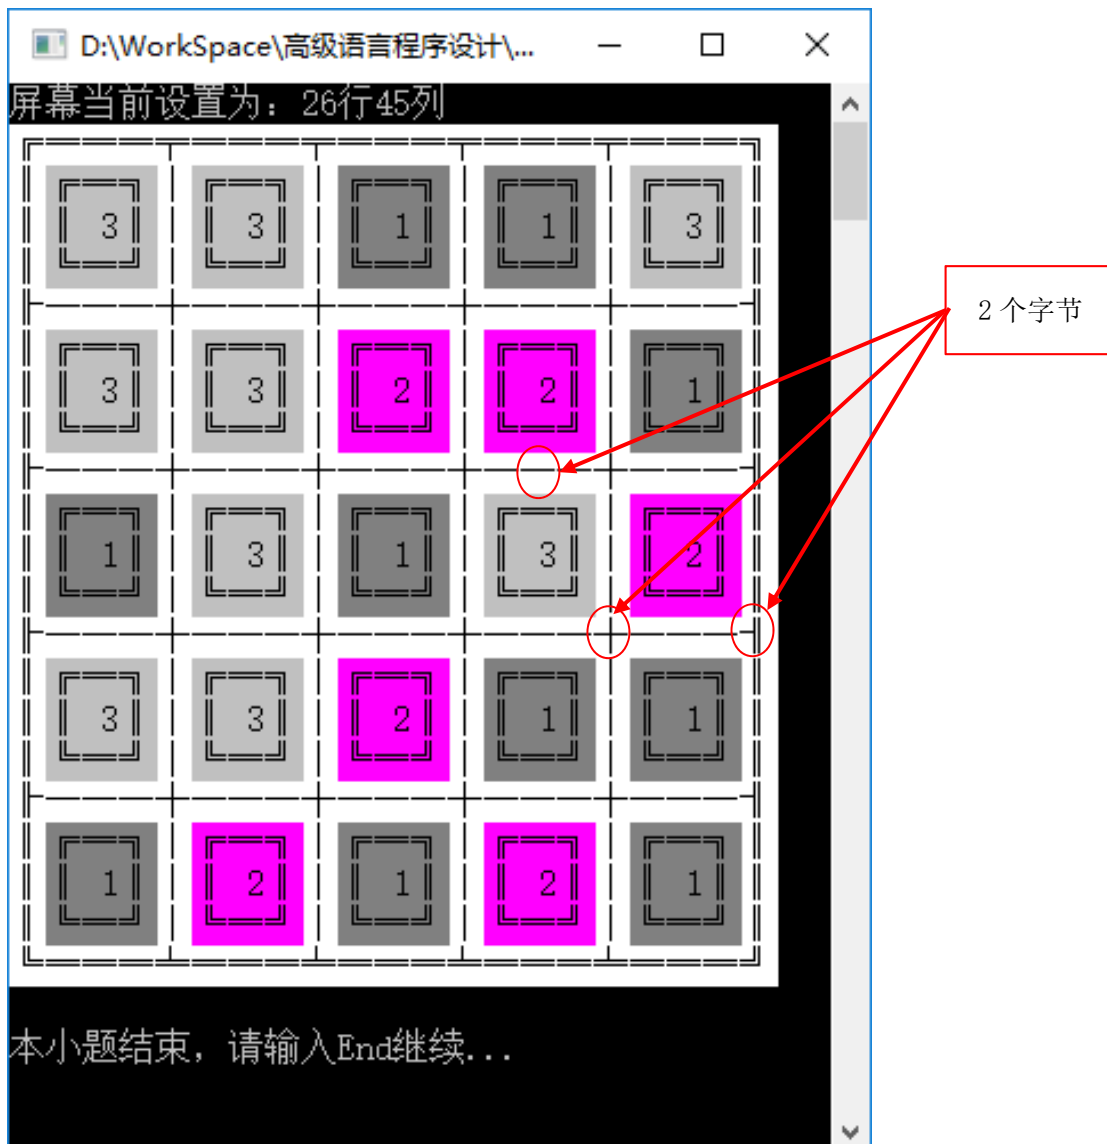 D:\WorkSpace\高级语言程序设计\...
屏幕当前设置为：26行45列
3 3 1 1 3
2 个字节
3 3 2 2 1
1 3 1 3 2
3 3 2 1 1
1 2 1 2 1
本小题结束，请输入End继续...